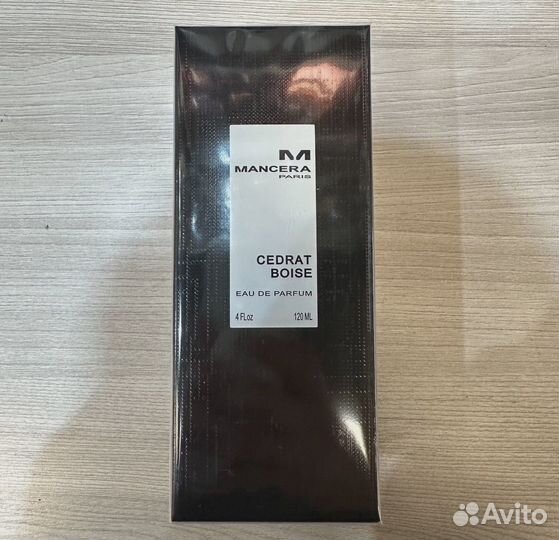 M
MANCERA
PARIS
CEDRAT
BOISE
EAU DE PARFUM
4 FLoz 120 ML
Avito